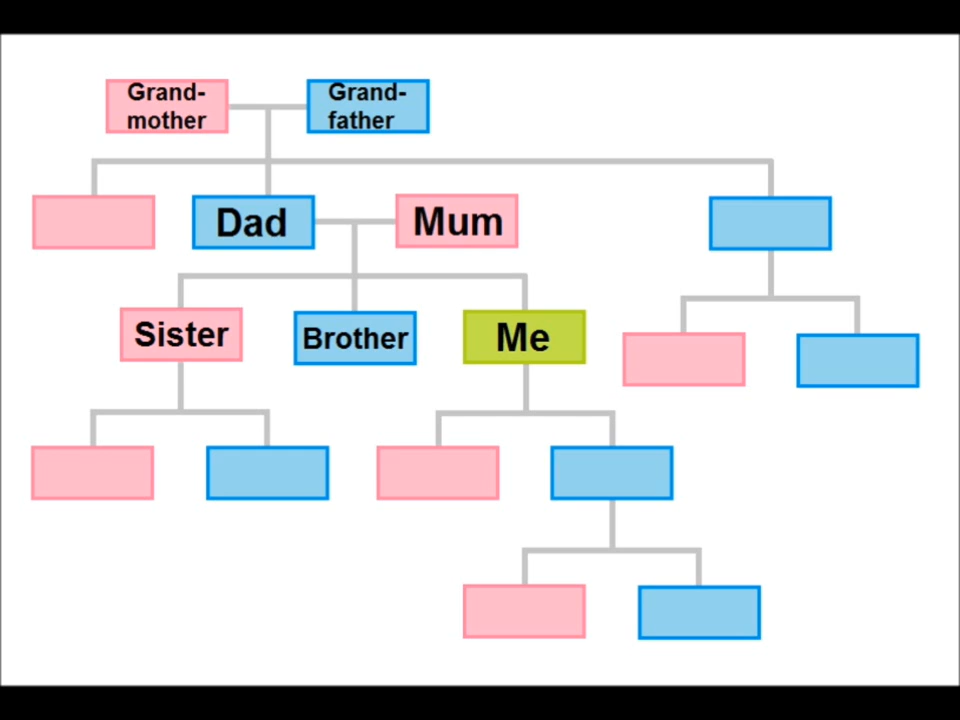 Grand-
mother
Grand-
father
Dad
Mum
Sister
Brother
Me